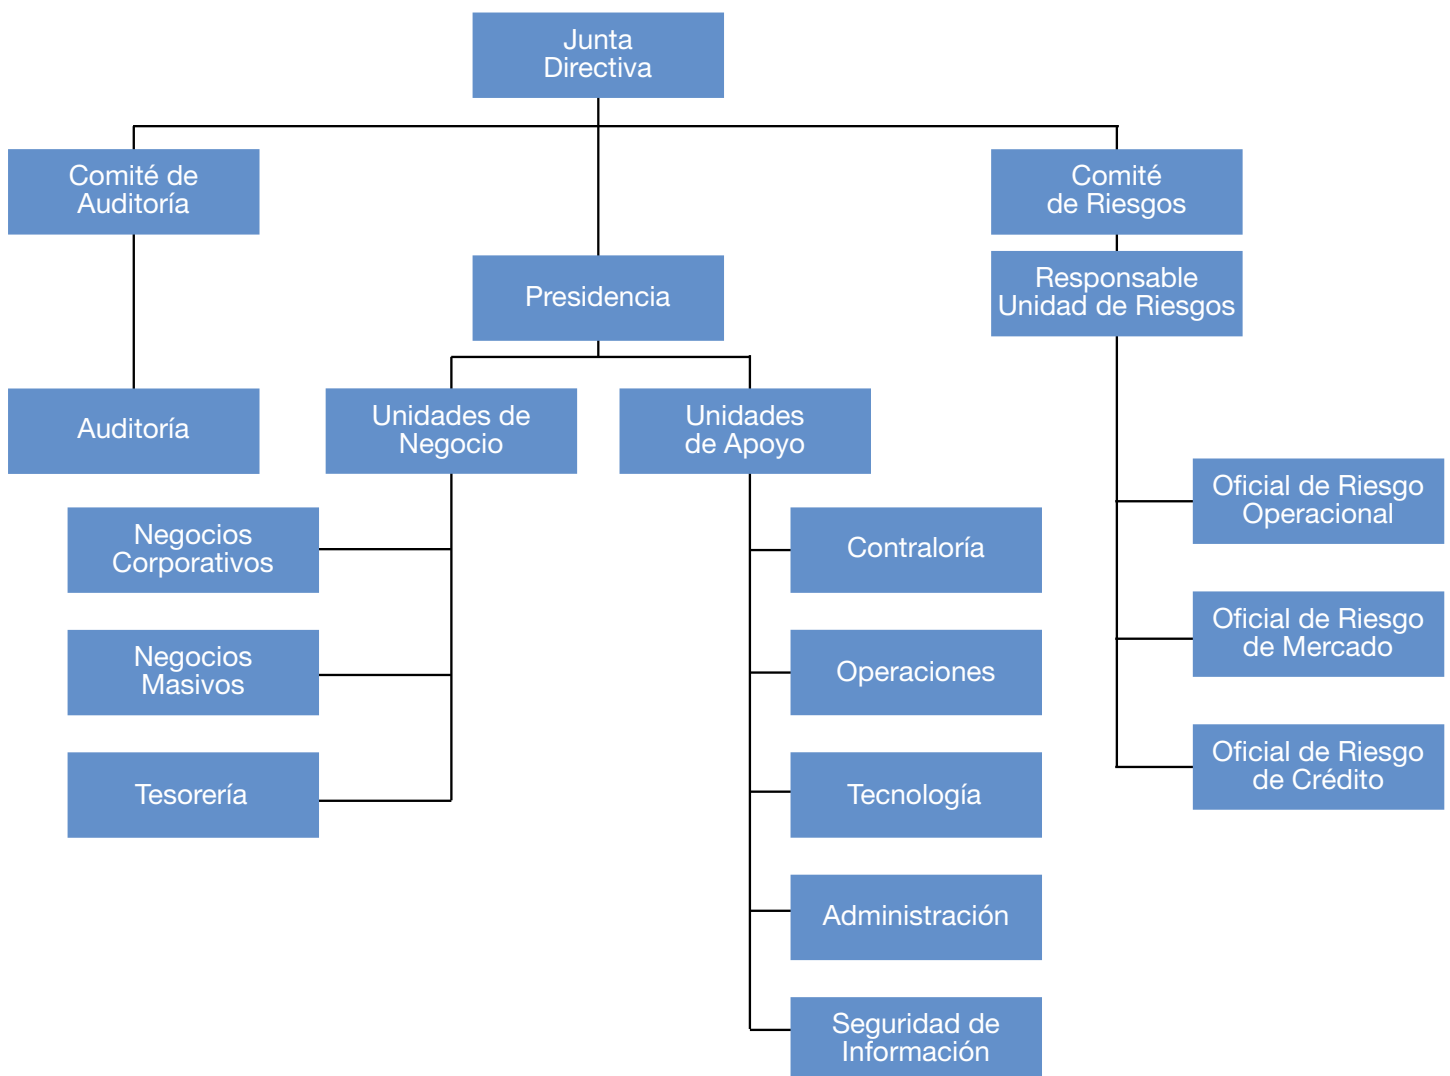 Junta
Directiva
Comité de
Auditoría
Comité
de Riesgos
Responsable
Unidad de Riesgos
Presidencia
Auditoría
Unidades de
Negocio
Unidades
de Apoyo
Negocios
Corporativos
Negocios
Masivos
Tesorería
Contraloría
Operaciones
Tecnología
Administración
Seguridad de
Información
Oficial de Riesgo
Operacional
Oficial de Riesgo
de Mercado
Oficial de Riesgo
de Crédito